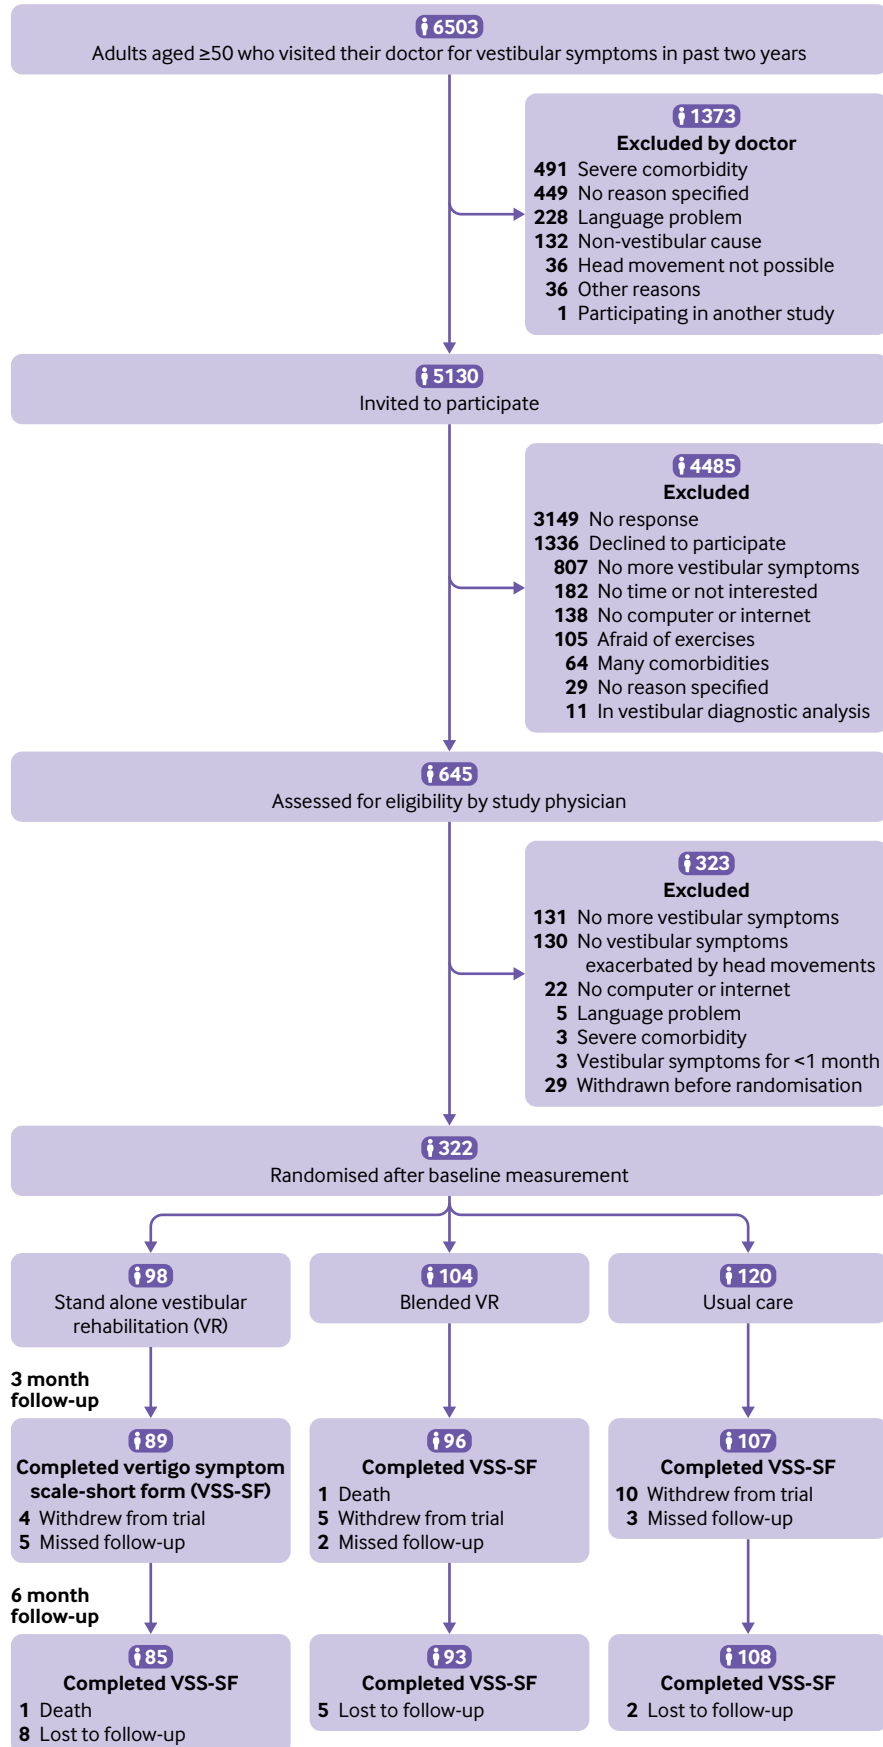 6503
Adults aged ≥50 who visited their doctor for vestibular symptoms in past two years
1373
Excluded by doctor
491 Severe comorbidity
449 No reason specified
228 Language problem
132 Non-vestibular cause
36 Head movement not possible
36 Other reasons
1 Participating in another study
5130
Invited to participate
4485
Excluded
3149 No response
1336 Declined to participate
807 No more vestibular symptoms
182 No time or not interested
138 No computer or internet
105 Afraid of exercises
64 Many comorbidities
29 No reason specified
11 In vestibular diagnostic analysis
645
Assessed for eligibility by study physician
323
Excluded
131 No more vestibular symptoms
130 No vestibular symptoms
exacerbated by head movements
22 No computer or internet
5 Language problem
3 Severe comorbidity
3 Vestibular symptoms for <1 month
29 Withdrawn before randomisation
322
Randomised after baseline measurement
98
Stand alone vestibular
rehabilitation (VR)
104
Blended VR
120
Usual care
3 month
follow-up
89
Completed vertigo symptom
scale-short form (VSS-SF)
4 Withdrew from trial
5 Missed follow-up
96
Completed VSS-SF
1 Death
5 Withdrew from trial
2 Missed follow-up
107
Completed VSS-SF
10 Withdrew from trial
3 Missed follow-up
6 month
follow-up
85
Completed VSS-SF
1 Death
8 Lost to follow-up
93
Completed VSS-SF
5 Lost to follow-up
108
Completed VSS-SF
2 Lost to follow-up